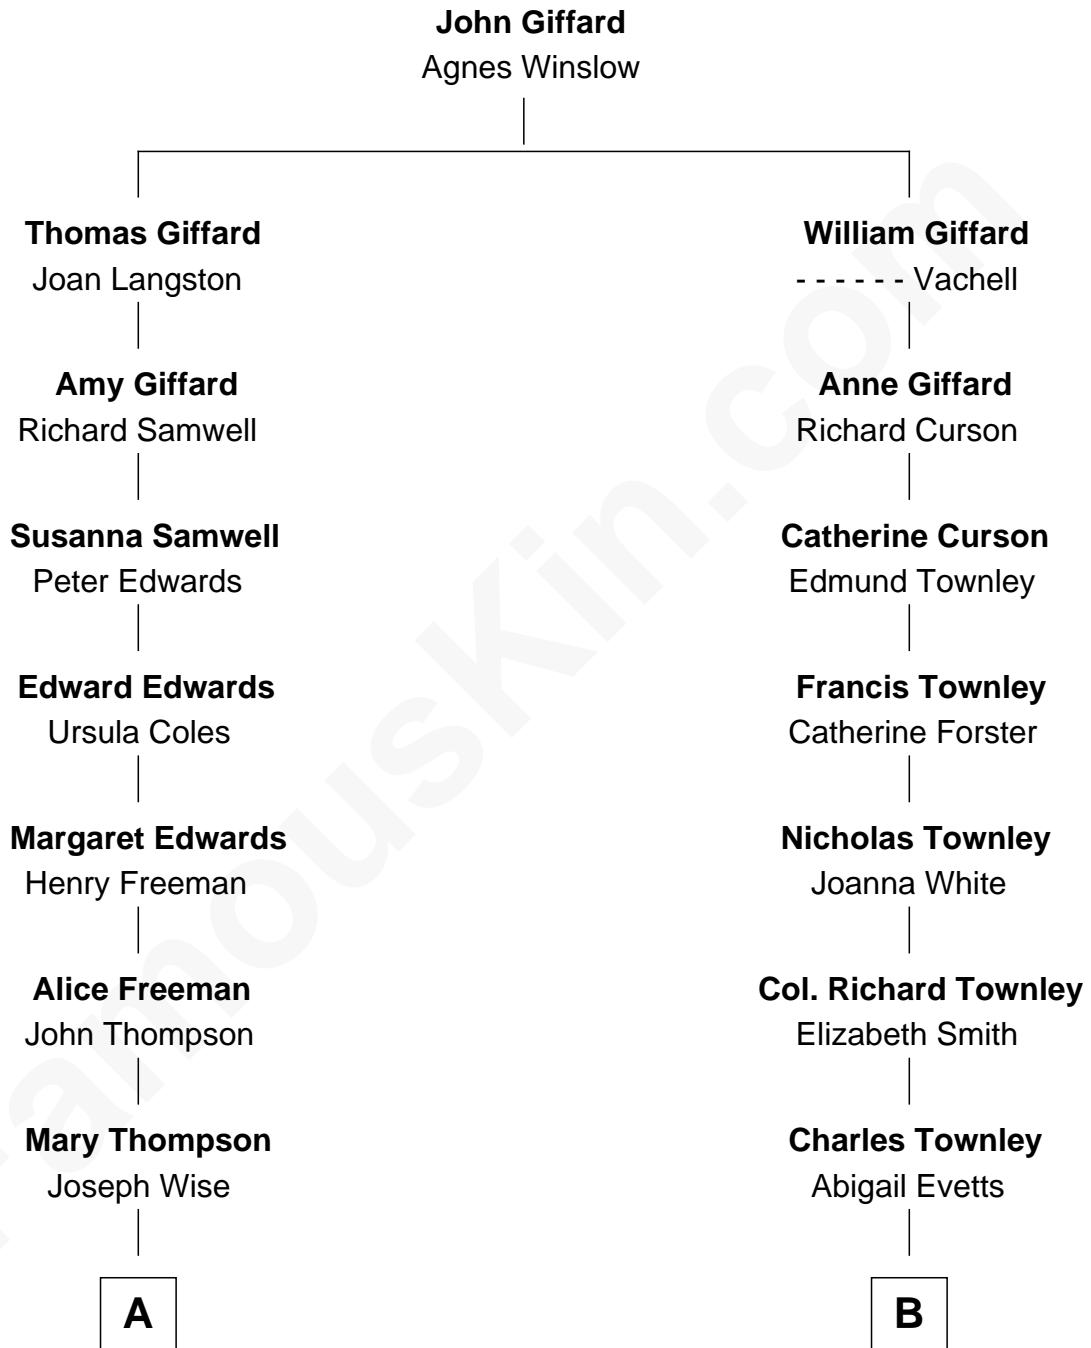 John Giffard
Agnes Winslow
Thomas Giffard
Joan Langston
Amy Giffard
Richard Samwell
Susanna Samwell
Peter Edwards
Edward Edwards
Ursula Coles
Margaret Edwards
Henry Freeman
Alice Freeman
John Thompson
Mary Thompson
Joseph Wise
A
William Giffard
- - - - - - Vachell
Anne Giffard
Richard Curson
Catherine Curson
Edmund Townley
Francis Townley
Catherine Forster
Nicholas Townley
Joanna White
Col. Richard Townley
Elizabeth Smith
Charles Townley
Abigail Evetts
B
FamousKin.com